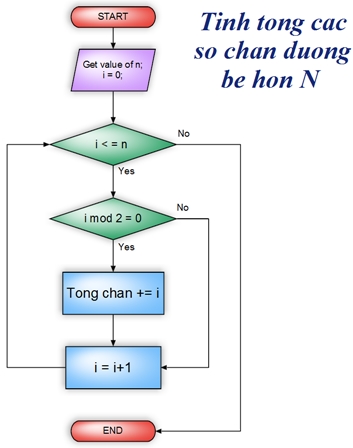 START
Tinh tong cac
so chan duong
be hon N
Get value of n;
i = 0;
i < = n
No
Yes
i mod 2 = 0
No
Yes
Tong chan += i
i = i+1
END